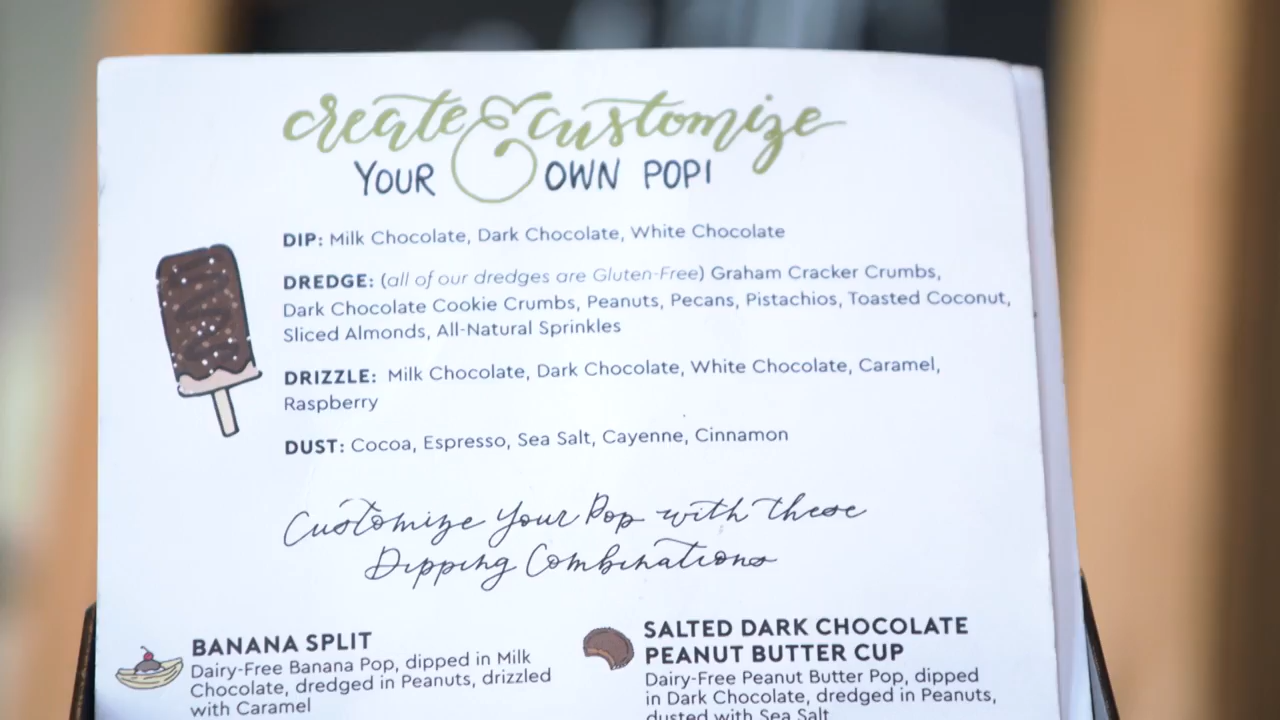 create & customize
YOUR OWN POP!
DIP: Milk Chocolate, Dark Chocolate, White Chocolate
DREDGE: (all of our dredges are Gluten-Free) Graham Cracker Crumbs,
Dark Chocolate Cookie Crumbs, Peanuts, Pecans, Pistachios, Toasted Coconut,
Sliced Almonds, All-Natural Sprinkles
DRIZZLE: Milk Chocolate, Dark Chocolate, White Chocolate, Caramel,
Raspberry
DUST: Cocoa, Espresso, Sea Salt, Cayenne, Cinnamon
Customize Your Pop with these
Dipping Combinations
BANANA SPLIT
Dairy-Free Banana Pop, dipped in Milk
Chocolate, dredged in Peanuts, drizzled
with Caramel
SALTED DARK CHOCOLATE
PEANUT BUTTER CUP
Dairy-Free Peanut Butter Pop, dipped
in Dark Chocolate, dredged in Peanuts,
dusted with Sea Salt